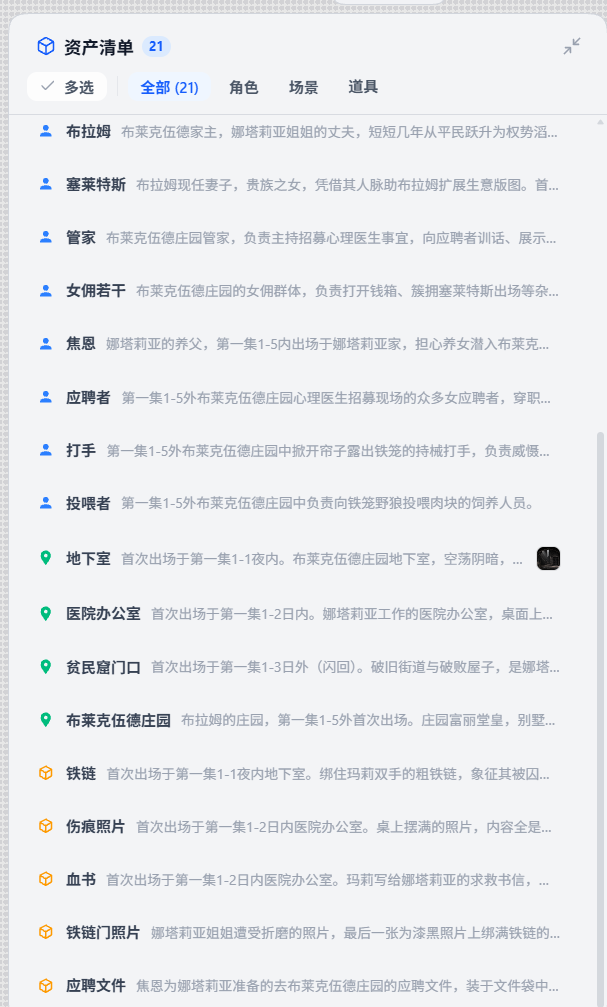 资产清单 21
多选 全部 (21) 角色 场景 道具
布拉姆 布莱克伍德家主，娜塔莉亚姐姐的丈夫，短短几年从平民跃升为权势滔...
塞莱特斯 布拉姆现任妻子，贵族之女，凭借其人脉助布拉姆扩展生意版图。首...
管家 布莱克伍德庄园管家，负责主持招募心理医生事宜，向应聘者训话、展示...
女佣若干 布莱克伍德庄园的女佣群体，负责打开钱箱、簇拥塞莱特斯出场等杂...
焦恩 娜塔莉亚的养父，第一集1-5内出场于娜塔莉亚家，担心养女潜入布莱克...
应聘者 第一集1-5外布莱克伍德庄园心理医生招募现场的众多女应聘者，穿职...
打手 第一集1-5外布莱克伍德庄园中掀开帘子露出铁笼的持械打手，负责威慑...
投喂者 第一集1-5外布莱克伍德庄园中负责向铁笼野狼投喂肉块的饲养人员。
地下室 首次出场于第一集1-1夜内。布莱克伍德庄园地下室，空荡阴暗，...
医院办公室 首次出场于第一集1-2日内。娜塔莉亚工作的医院办公室，桌面上...
贫民窟门口 首次出场于第一集1-3日外（闪回）。破旧街道与破败屋子，是娜塔...
布莱克伍德庄园 布拉姆的庄园，第一集1-5外首次出场。庄园富丽堂皇，别墅...
铁链 首次出场于第一集1-1夜内地下室。绑住玛莉双手的粗铁链，象征其被囚...
伤痕照片 首次出场于第一集1-2日内医院办公室。桌上摆满的照片，内容全是...
血书 首次出场于第一集1-2日内医院办公室。玛莉写给娜塔莉亚的求救书信，...
铁链门照片 娜塔莉亚姐姐遭受折磨的照片，最后一张为漆黑照片上绑满铁链的...
应聘文件 焦恩为娜塔莉亚准备的去布莱克伍德庄园的应聘文件，装于文件袋中...